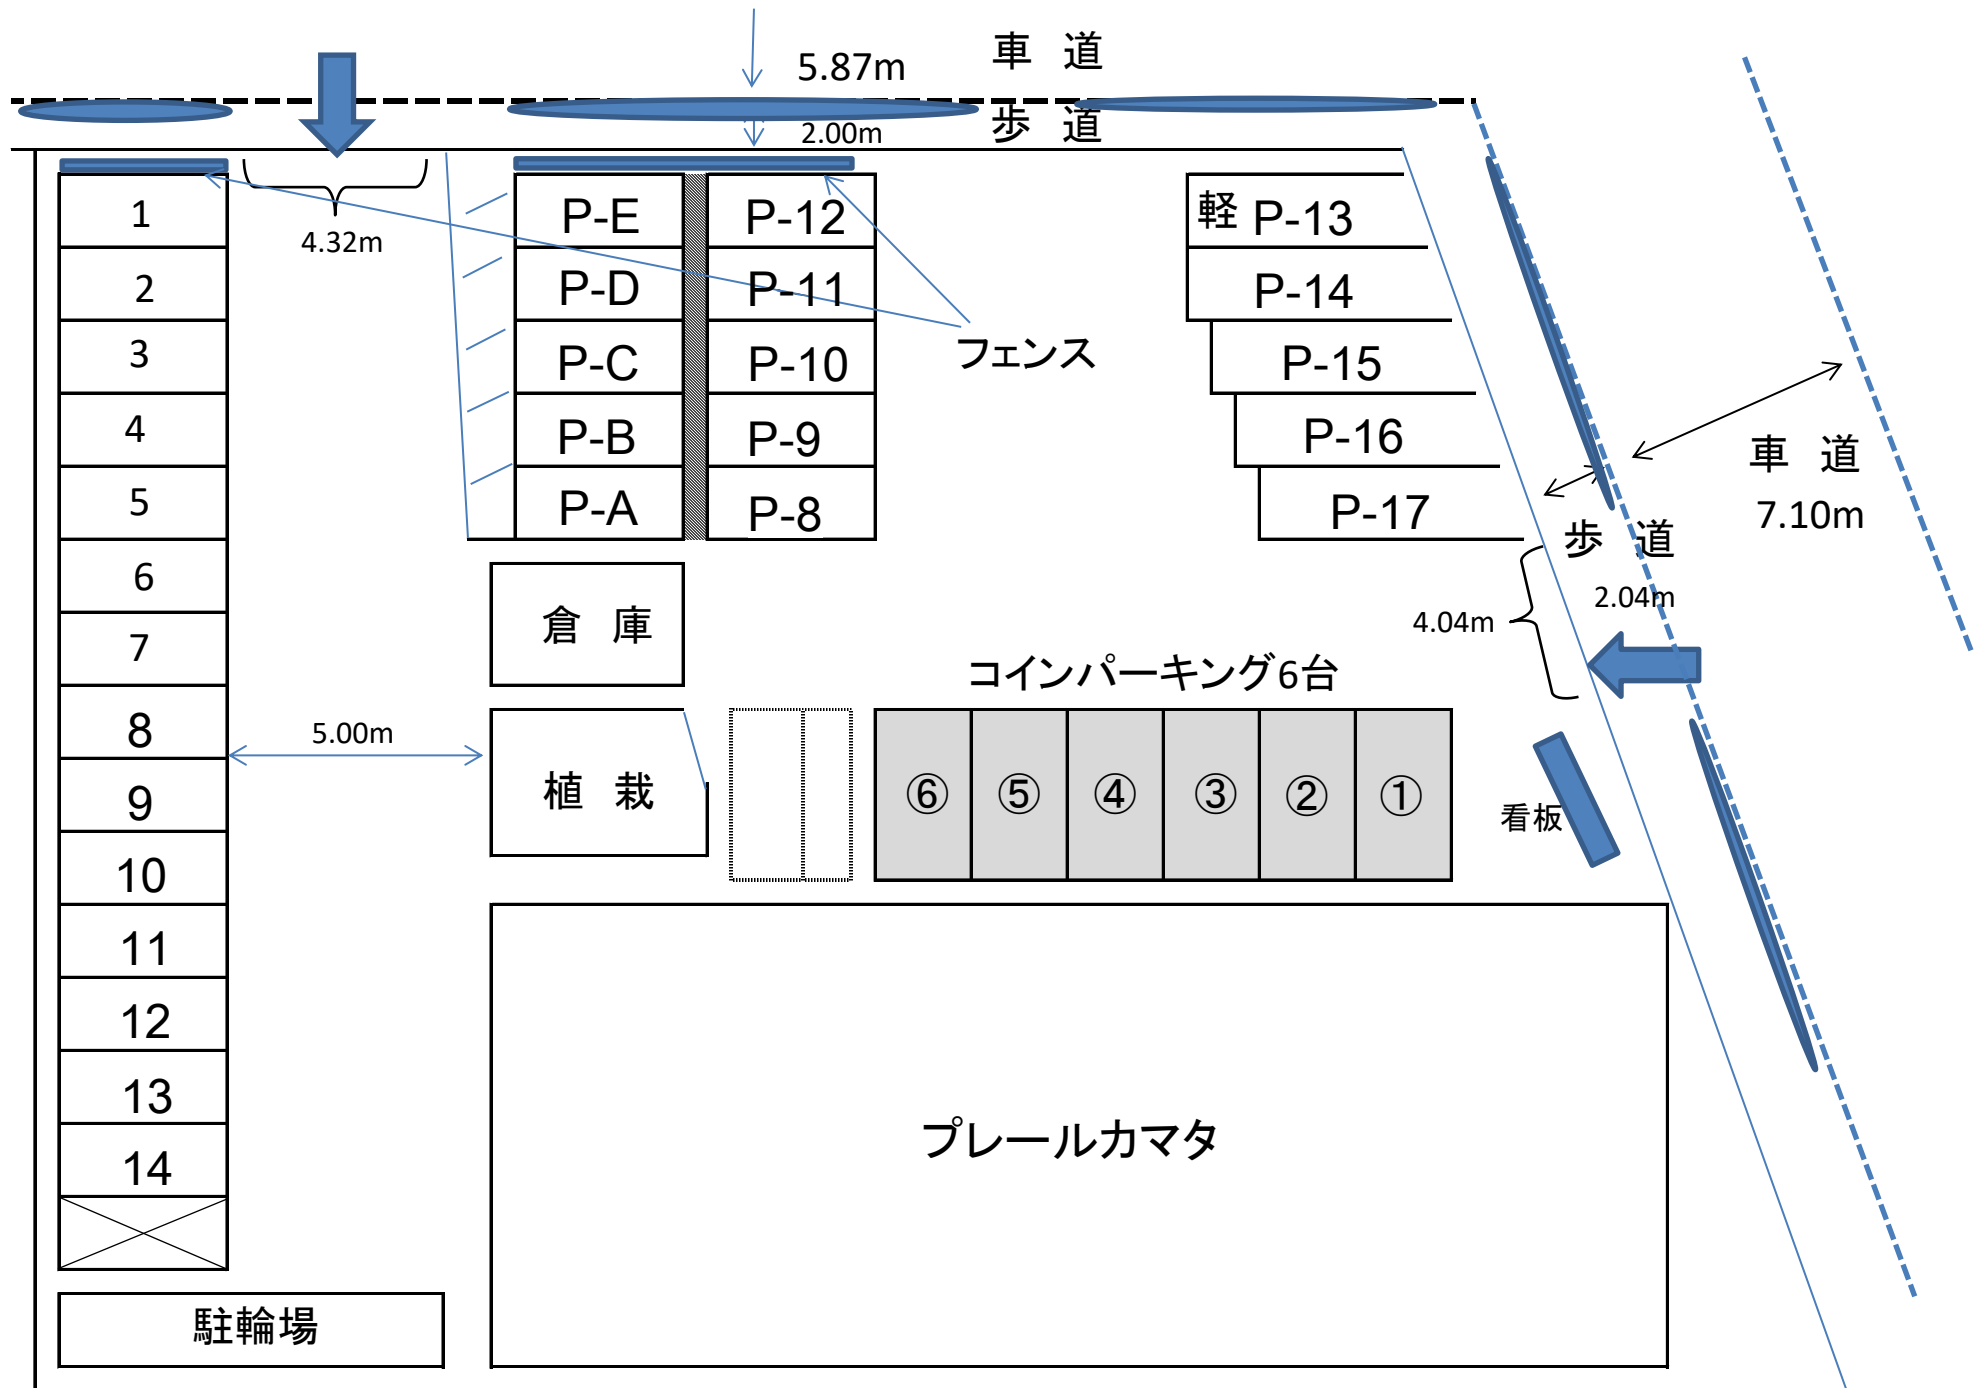 車 道
5.87m
歩 道
2.00m
1
2
3
4
5
6
7
8
9
10
11
12
13
14
4.32m
P-E
P-D
P-C
P-B
P-A
P-12
P-11
P-10
P-9
P-8
フェンス
軽 P-13
P-14
P-15
P-16
P-17
車 道
7.10m
歩 道
2.04m
4.04m
倉 庫
コインパーキング6台
5.00m
植 栽
⑥ ⑤ ④ ③ ② ①
看板
プレールカマタ
駐輪場